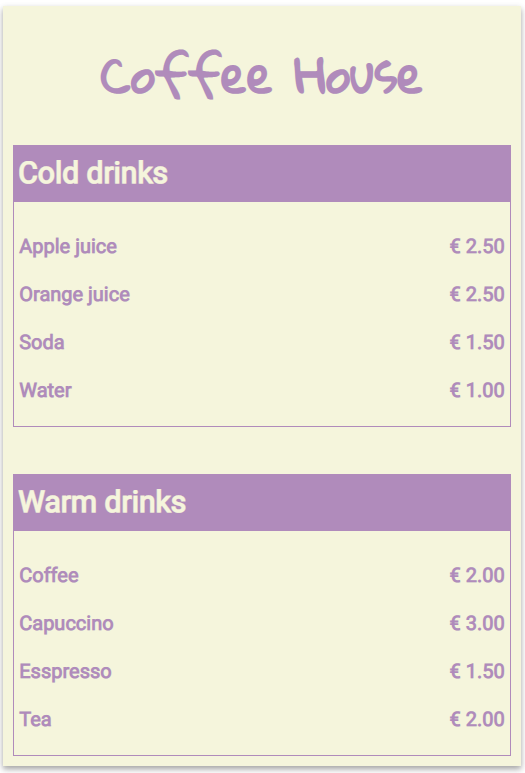 Coffee House
Cold drinks
Apple juice € 2.50
Orange juice € 2.50
Soda € 1.50
Water € 1.00
Warm drinks
Coffee € 2.00
Capuccino € 3.00
Esspresso € 1.50
Tea € 2.00